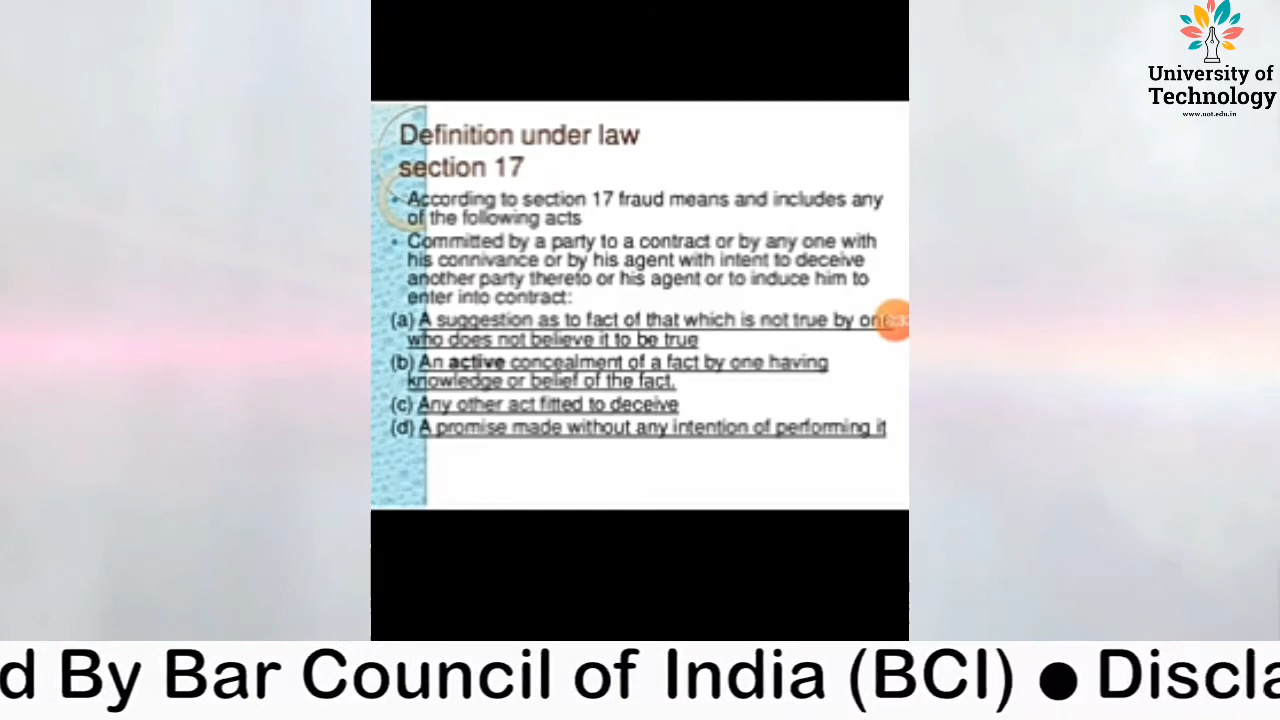 University of
Technology
www.uot.edu.in
Definition under law
section 17
• According to section 17 fraud means and includes any
of the following acts
• Committed by a party to a contract or by any one with
his connivance or by his agent with intent to deceive
another party thereto or his agent or to induce him to
enter into contract:
(a) A suggestion as to fact of that which is not true by one
who does not believe it to be true
(b) An active concealment of a fact by one having
knowledge or belief of the fact.
(c) Any other act fitted to deceive
(d) A promise made without any intention of performing it
d By Bar Council of India (BCI) ● Discla